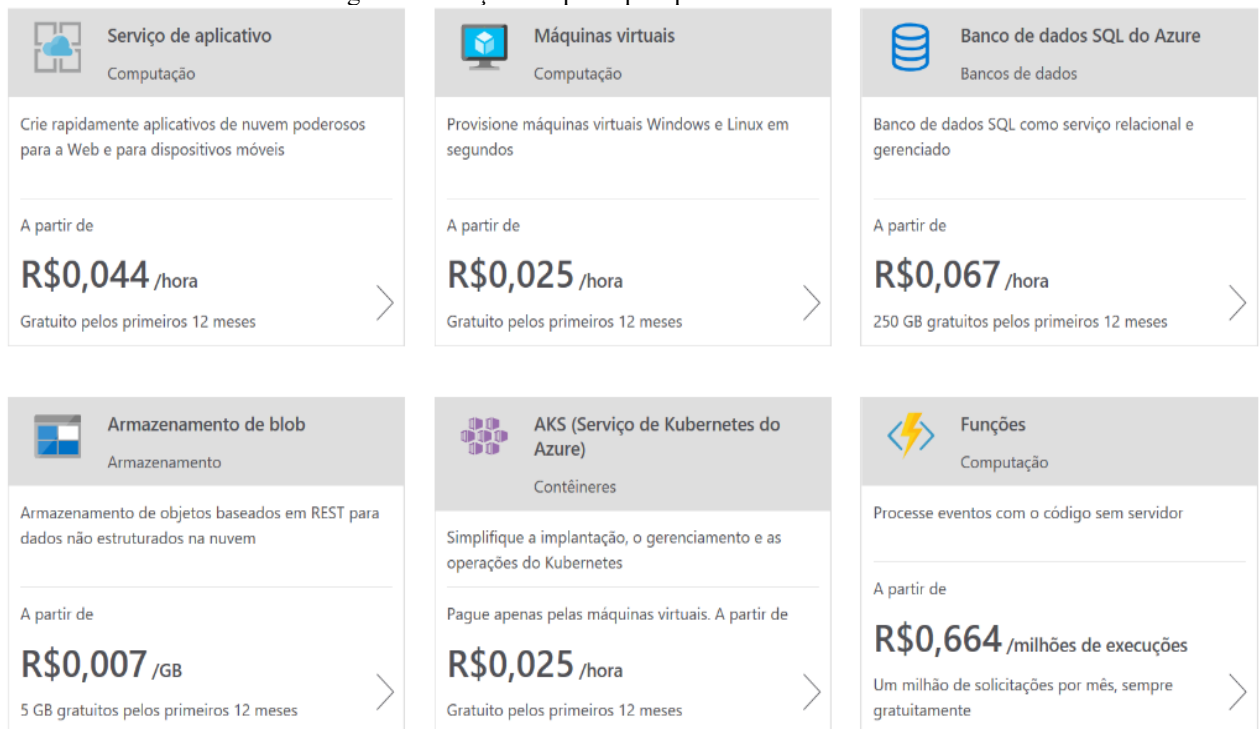 Serviço de aplicativo
Computação
Crie rapidamente aplicativos de nuvem poderosos
para a Web e para dispositivos móveis
A partir de
R$0,044 /hora
Gratuito pelos primeiros 12 meses
Máquinas virtuais
Computação
Provisione máquinas virtuais Windows e Linux em
segundos
A partir de
R$0,025 /hora
Gratuito pelos primeiros 12 meses
Banco de dados SQL do Azure
Bancos de dados
Banco de dados SQL como serviço relacional e
gerenciado
A partir de
R$0,067 /hora
250 GB gratuitos pelos primeiros 12 meses
Armazenamento de blob
Armazenamento
Armazenamento de objetos baseados em REST para
dados não estruturados na nuvem
A partir de
R$0,007 /GB
5 GB gratuitos pelos primeiros 12 meses
AKS (Serviço de Kubernetes do
Azure)
Contêineres
Simplifique a implantação, o gerenciamento e as
operações do Kubernetes
Pague apenas pelas máquinas virtuais. A partir de
R$0,025 /hora
Gratuito pelos primeiros 12 meses
Funções
Computação
Processe eventos com o código sem servidor
A partir de
R$0,664 /milhões de execuções
Um milhão de solicitações por mês, sempre
gratuitamente